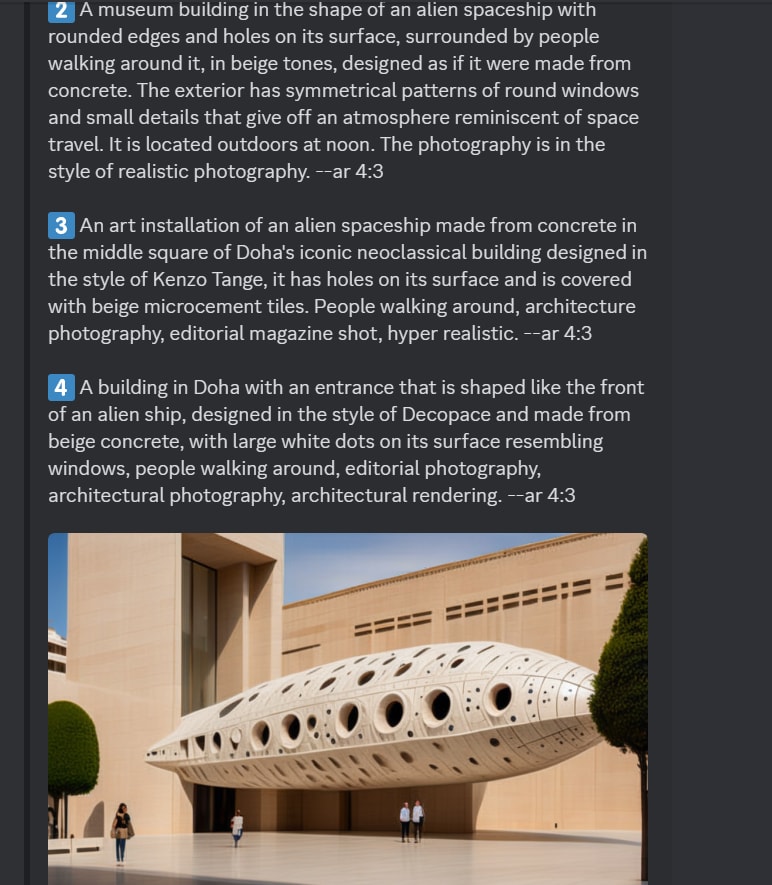 2 A museum building in the shape of an alien spaceship with
rounded edges and holes on its surface, surrounded by people
walking around it, in beige tones, designed as if it were made from
concrete. The exterior has symmetrical patterns of round windows
and small details that give off an atmosphere reminiscent of space
travel. It is located outdoors at noon. The photography is in the
style of realistic photography. --ar 4:3
3 An art installation of an alien spaceship made from concrete in
the middle square of Doha's iconic neoclassical building designed in
the style of Kenzo Tange, it has holes on its surface and is covered
with beige microcement tiles. People walking around, architecture
photography, editorial magazine shot, hyper realistic. --ar 4:3
4 A building in Doha with an entrance that is shaped like the front
of an alien ship, designed in the style of Decopace and made from
beige concrete, with large white dots on its surface resembling
windows, people walking around, editorial photography,
architectural photography, architectural rendering. --ar 4:3